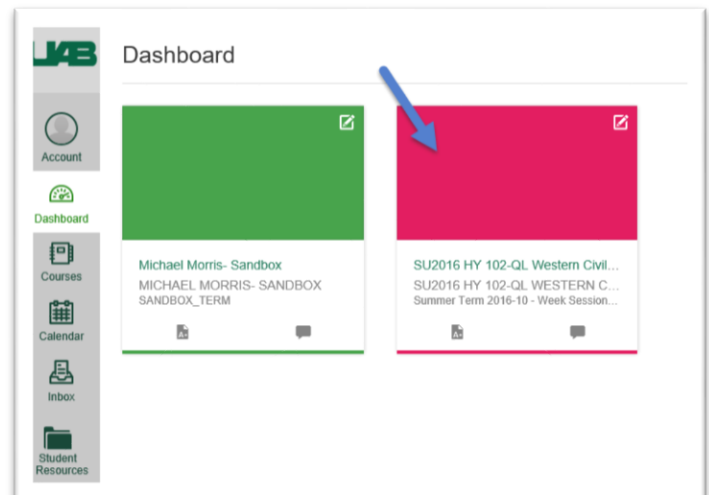 UAB
Dashboard
Account
Dashboard
Courses
Calendar
Inbox
Student
Resources
Michael Morris- Sandbox
MICHAEL MORRIS- SANDBOX
SANDBOX_TERM
A+
SU2016 HY 102-QL Western Civil...
SU2016 HY 102-QL WESTERN C...
Summer Term 2016-10 - Week Session...
A+